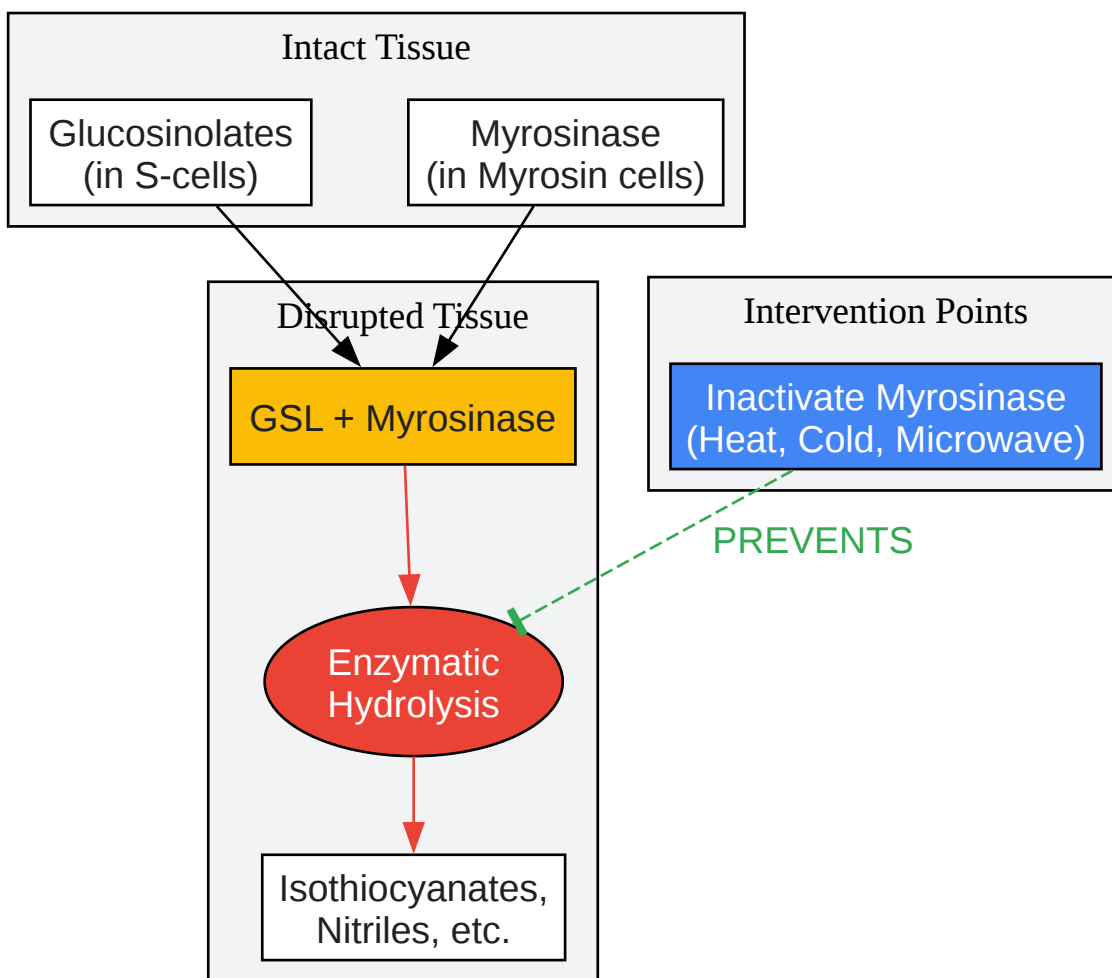 Intact Tissue
Glucosinolates
(in S-cells)
Myrosinase
(in Myrosin cells)
Disrupted Tissue
GSL + Myrosinase
Intervention Points
Inactivate Myrosinase
(Heat, Cold, Microwave)
PREVENTS
Enzymatic
Hydrolysis
Isothiocyanates,
Nitriles, etc.